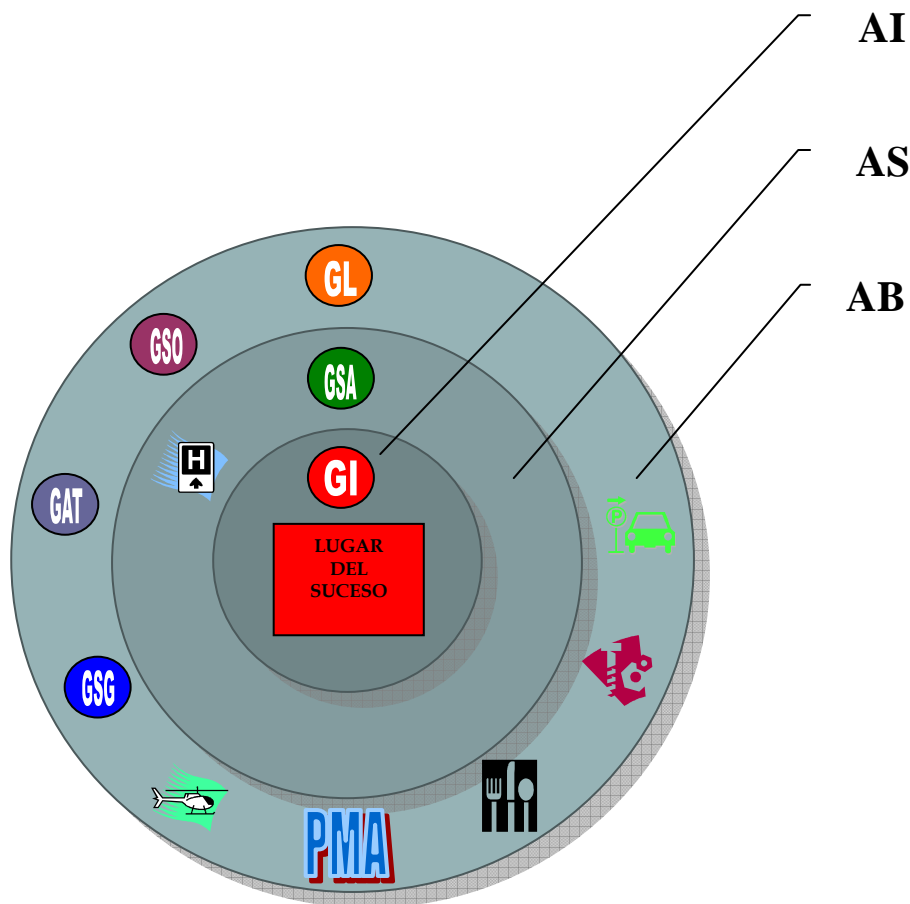 AI
AS
AB
GL
GSO
GSA
H
GI
GAT
P
LUGAR
DEL
SUCESO
GSG
PMA